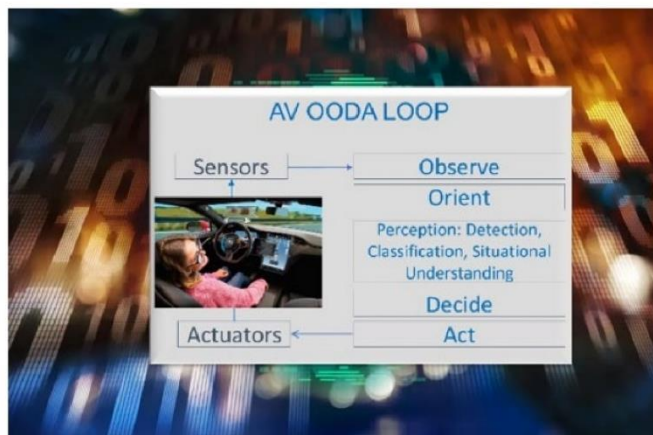 AV OODA LOOP
Sensors
Observe
Orient
Perception: Detection,
Classification, Situational
Understanding
Decide
Actuators
Act